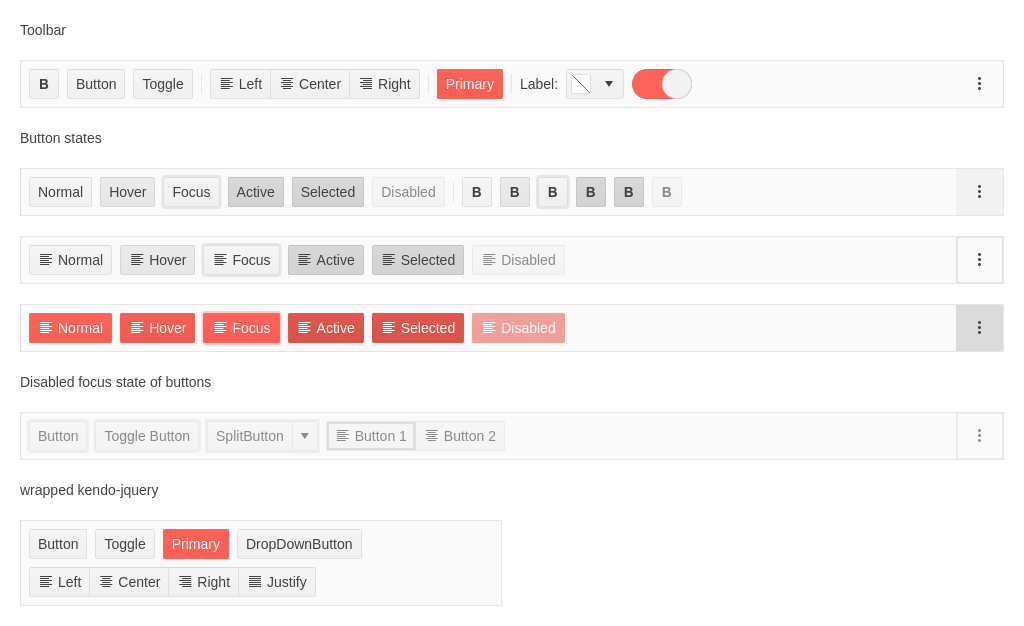 Toolbar
B Button Toggle Left Center Right Primary Label:
Button states
Normal Hover Focus Active Selected Disabled B B B B B B
Normal Hover Focus Active Selected Disabled
Normal Hover Focus Active Selected Disabled
Disabled focus state of buttons
Button Toggle Button SplitButton Button 1 Button 2
wrapped kendo-jquery
Button Toggle Primary DropDownButton
Left Center Right Justify